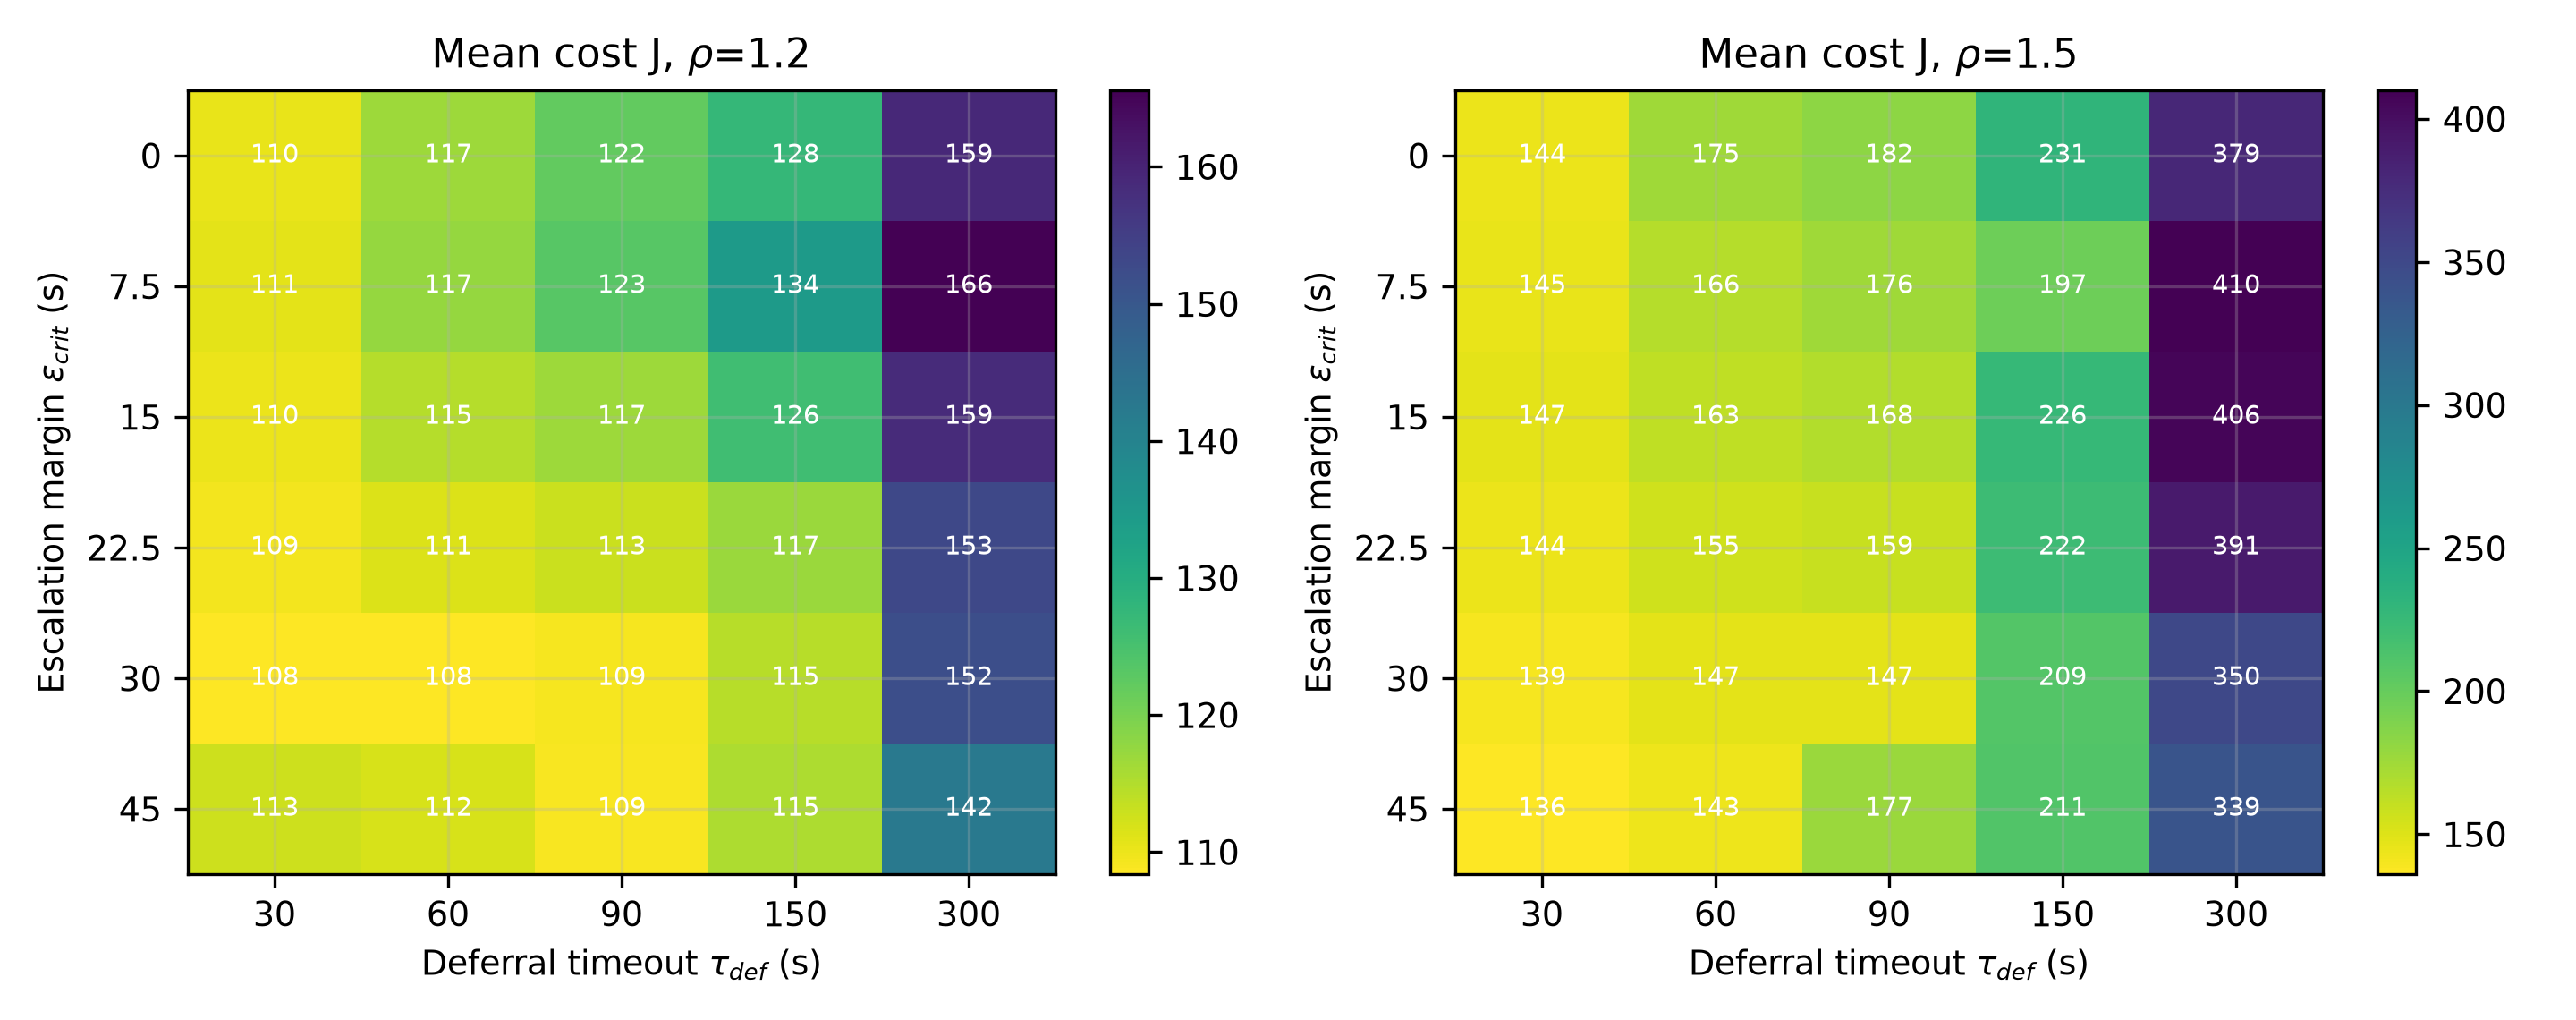 Mean cost J, ρ=1.2
Escalation margin ε_crit (s)
0 110 117 122 128 159
7.5 111 117 123 134 166
15 110 115 117 126 159
22.5 109 111 113 117 153
30 108 108 109 115 152
45 113 112 109 115 142
30 60 90 150 300
Deferral timeout τ_def (s)
160
150
140
130
120
110
Mean cost J, ρ=1.5
Escalation margin ε_crit (s)
0 144 175 182 231 379
7.5 145 166 176 197 410
15 147 163 168 226 406
22.5 144 155 159 222 391
30 139 147 147 209 350
45 136 143 177 211 339
30 60 90 150 300
Deferral timeout τ_def (s)
400
350
300
250
200
150